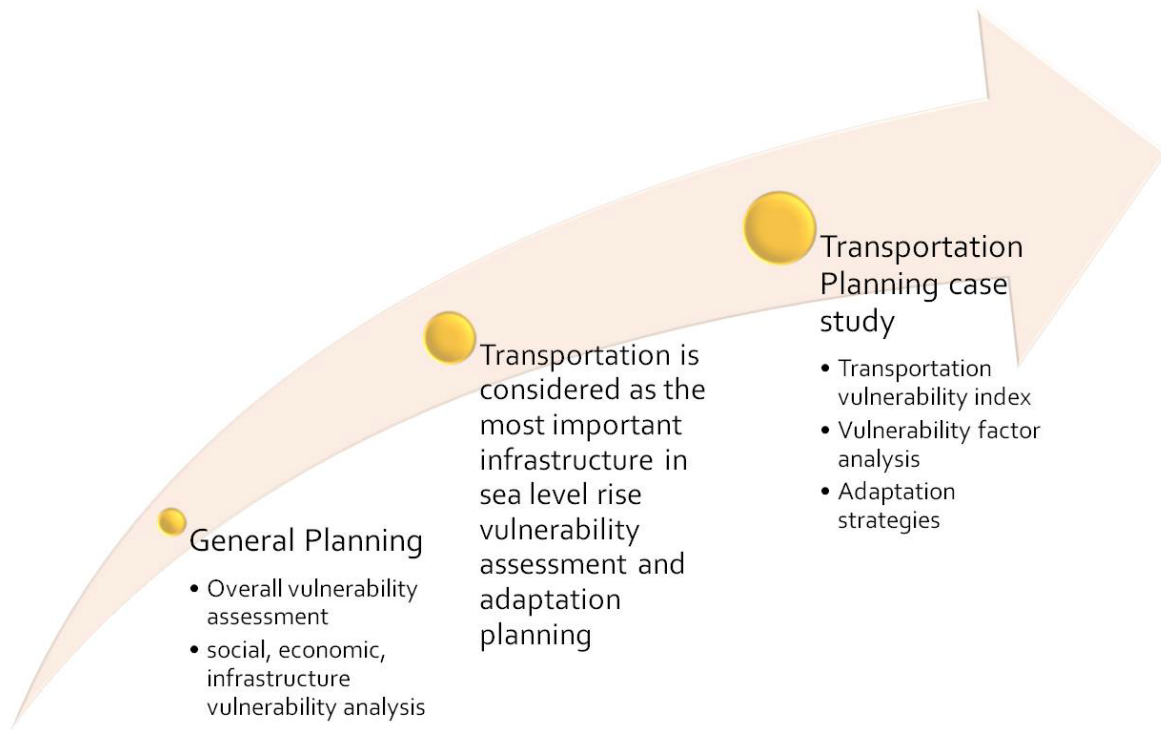 General Planning
• Overall vulnerability
assessment
• social, economic,
infrastructure
vulnerability analysis
Transportation is
considered as the
most important
infrastructure in
sea level rise
vulnerability
assessment and
adaptation
planning
Transportation
Planning case
study
• Transportation
vulnerability index
• Vulnerability factor
analysis
• Adaptation
strategies